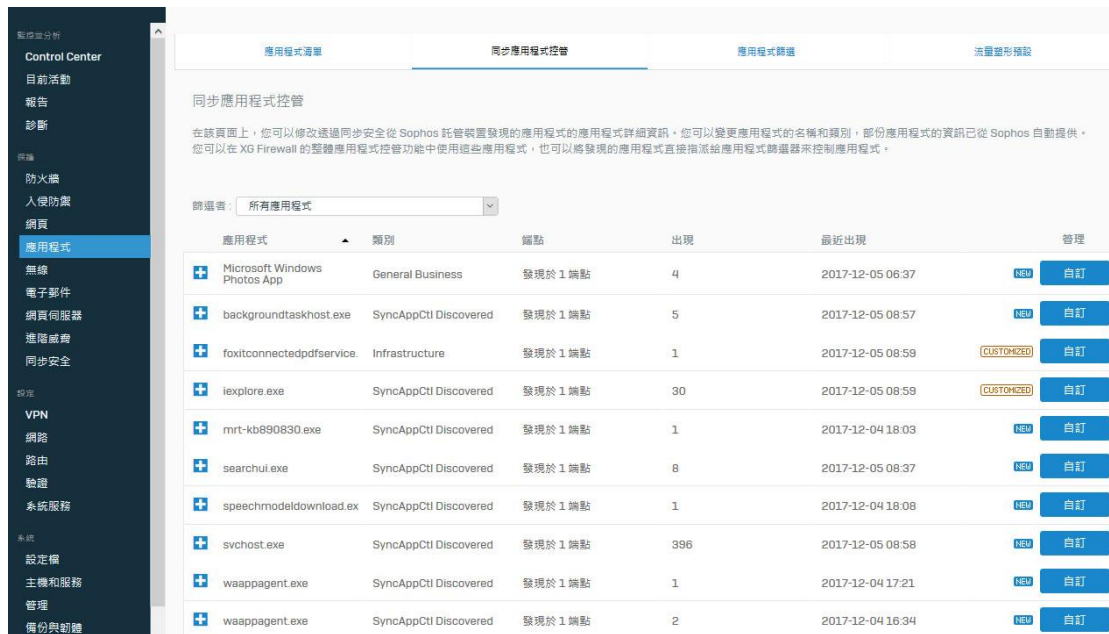 監控並分析
Control Center
目前活動
報告
診斷
保護
防火牆
入侵防禦
網頁
應用程式
無線
電子郵件
網頁伺服器
進階威脅
同步安全
設定
VPN
網路
路由
驗證
系統服務
系統
設定檔
主機和服務
管理
備份與韌體
應用程式清單 同步應用程式控管 應用程式篩選 流量塑形預設
同步應用程式控管
在該頁面上，您可以修改透過同步安全從 Sophos 託管裝置發現的應用程式的應用程式詳細資訊。您可以變更應用程式的名稱和類別，部份應用程式的資訊已從 Sophos 自動提供。
您可以在 XG Firewall 的整體應用程式控管功能中使用這些應用程式，也可以將發現的應用程式直接指派給應用程式篩選器來控制應用程式。
篩選者: 所有應用程式
應用程式 類別 端點 出現 最近出現 管理
Microsoft Windows
Photos App General Business 發現於 1 端點 4 2017-12-05 06:37 NEW 自訂
backgroundtaskhost.exe SyncAppCtl Discovered 發現於 1 端點 5 2017-12-05 08:57 NEW 自訂
foxitconnectedpdfservice. Infrastructure 發現於 1 端點 1 2017-12-05 08:59 CUSTOMIZED 自訂
iexplore.exe SyncAppCtl Discovered 發現於 1 端點 30 2017-12-05 08:59 CUSTOMIZED 自訂
mrt-kb890830.exe SyncAppCtl Discovered 發現於 1 端點 1 2017-12-04 18:03 NEW 自訂
searchui.exe SyncAppCtl Discovered 發現於 1 端點 8 2017-12-05 08:37 NEW 自訂
speechmodeldownload.ex SyncAppCtl Discovered 發現於 1 端點 1 2017-12-04 18:08 NEW 自訂
svchost.exe SyncAppCtl Discovered 發現於 1 端點 396 2017-12-05 08:58 NEW 自訂
waappagent.exe SyncAppCtl Discovered 發現於 1 端點 1 2017-12-04 17:21 NEW 自訂
waappagent.exe SyncAppCtl Discovered 發現於 1 端點 2 2017-12-04 16:34 NEW 自訂